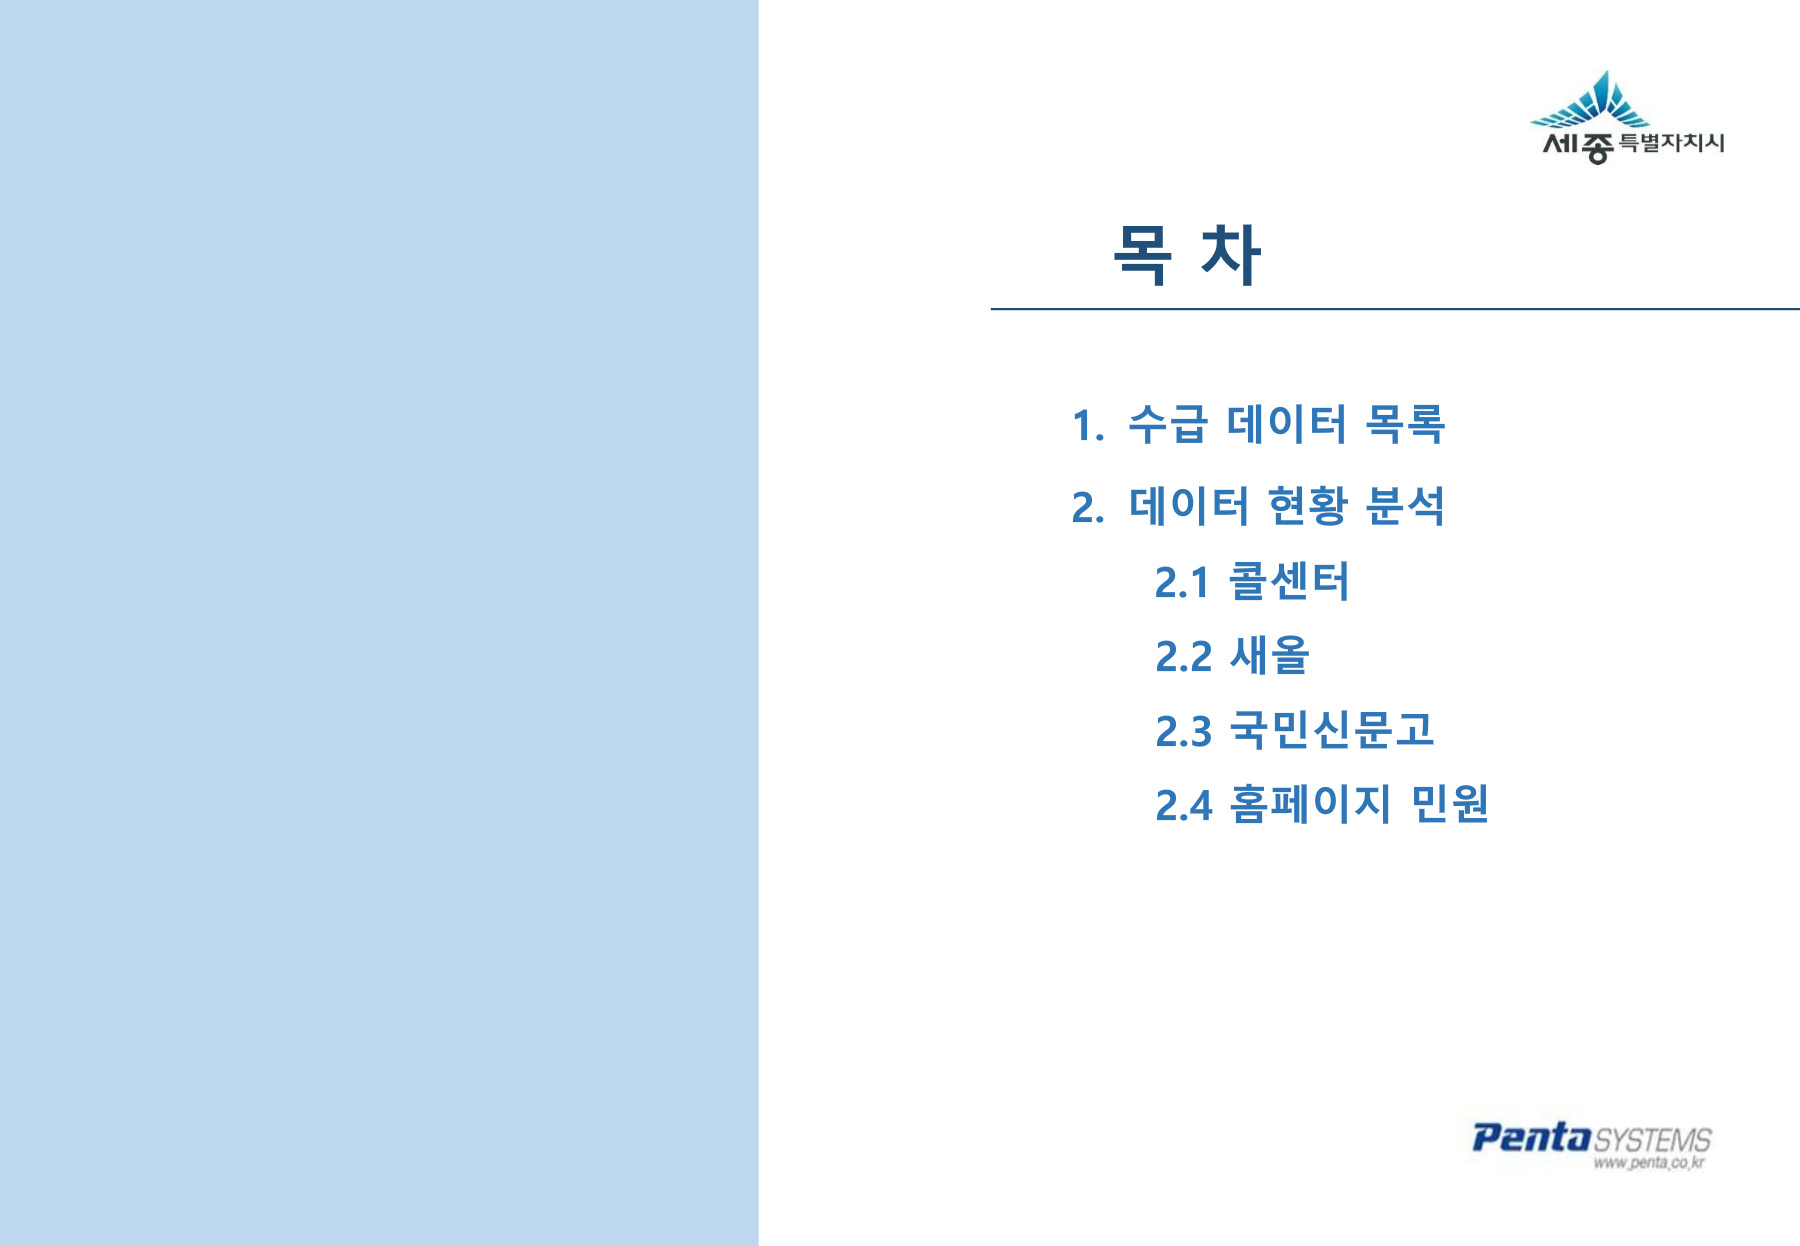 세종특별자치시
목 차
1. 수급 데이터 목록
2. 데이터 현황 분석
2.1 콜센터
2.2 새올
2.3 국민신문고
2.4 홈페이지 민원
Penta SYSTEMS
www.penta.co.kr